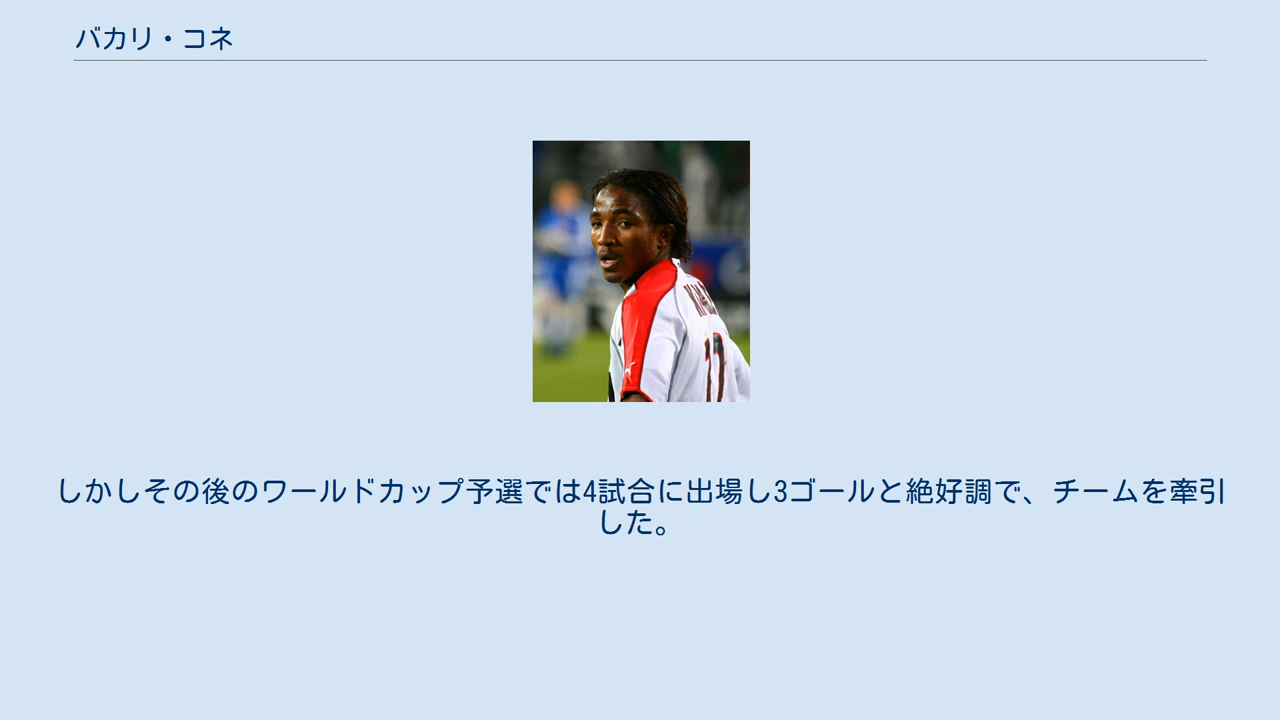 バカリ・コネ
しかしその後のワールドカップ予選では4試合に出場し3ゴールと絶好調で、チームを牽引
した。